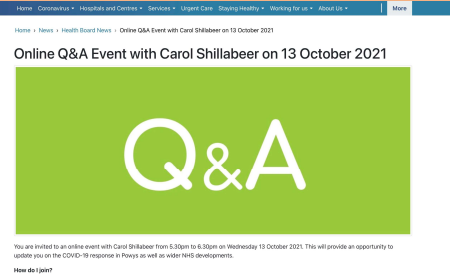 Home Coronavirus Hospitals and Centres Services Urgent Care Staying Healthy Working for us About Us More
Home › News › Health Board News › Online Q&A Event with Carol Shillabeer on 13 October 2021
Online Q&A Event with Carol Shillabeer on 13 October 2021
Q&A
You are invited to an online event with Carol Shillabeer from 5.30pm to 6.30pm on Wednesday 13 October 2021. This will provide an opportunity to
update you on the COVID-19 response in Powys as well as wider NHS developments.
How do I join?